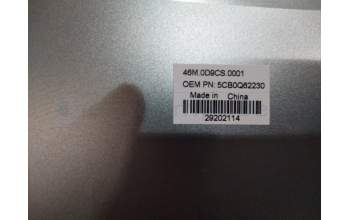 46M.0D9CS.0001
OEM PN: 5CB0Q62230
Made in China
29202114